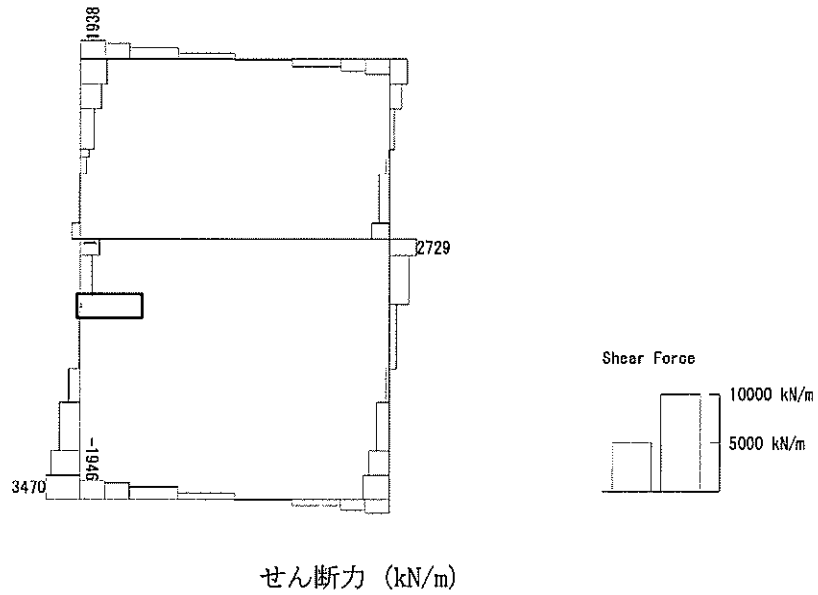 1938
2729
Shear Force
10000 kN/m
5000 kN/m
-1946
3470
せん断力 (kN/m)